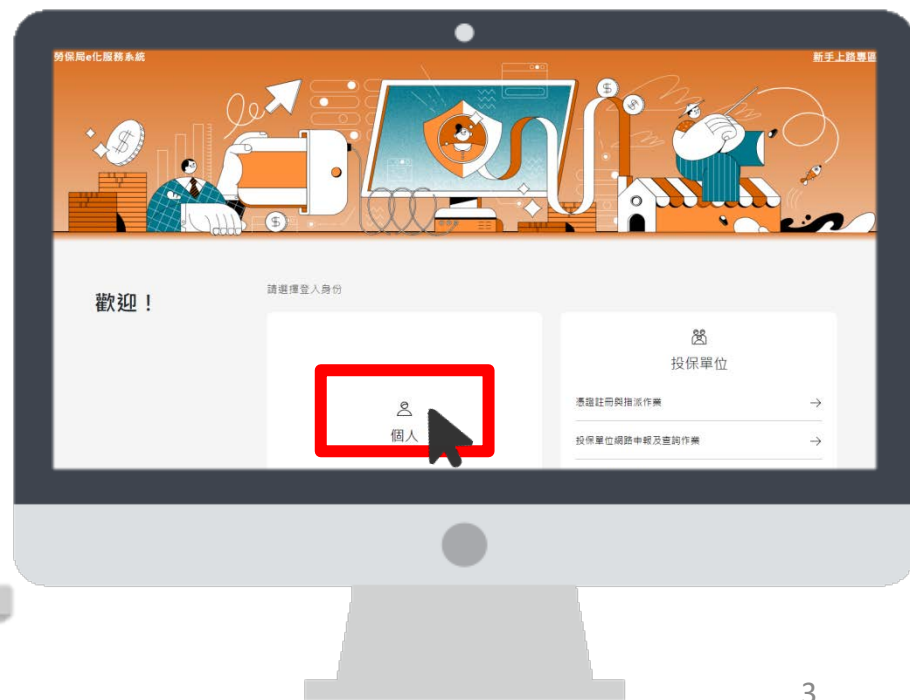 勞保局e化服務系統
新手上路專區
歡迎！
請選擇登入身份
個人
投保單位
憑證註冊與指派作業
投保單位網路申報及查詢作業
3